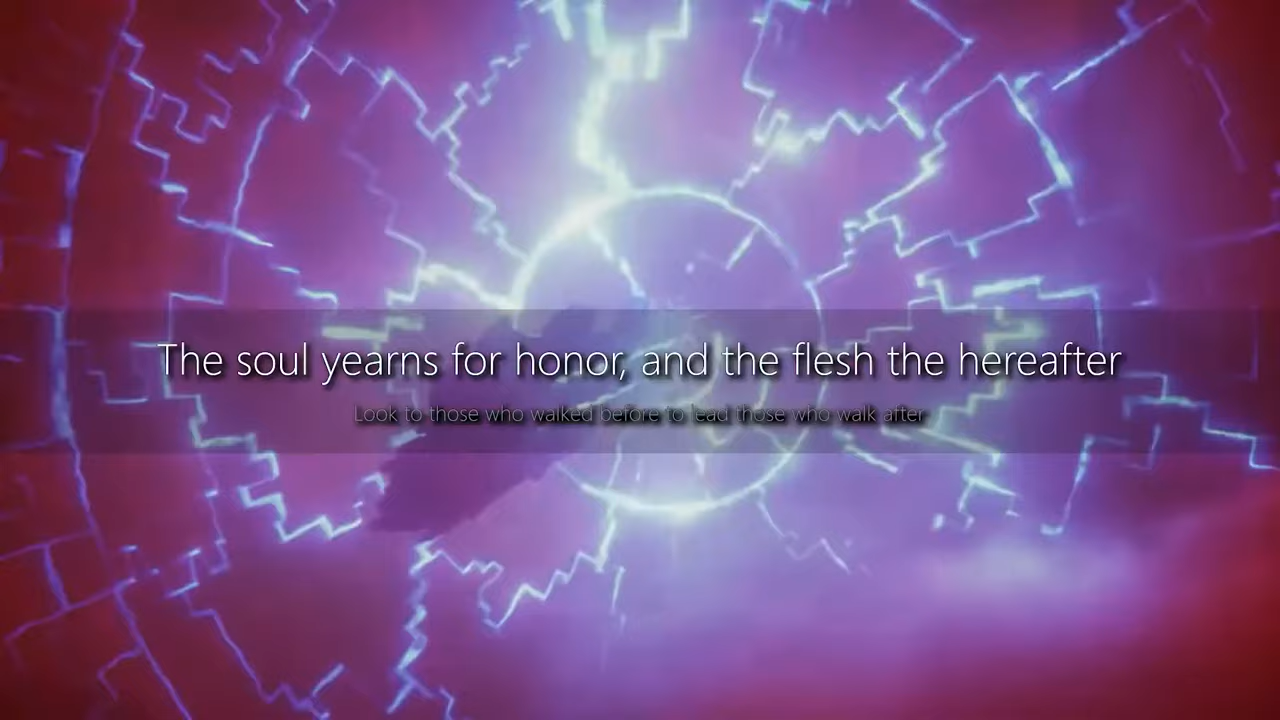 The soul yearns for honor, and the flesh the hereafter
Look to those who walked before to lead those who walk after